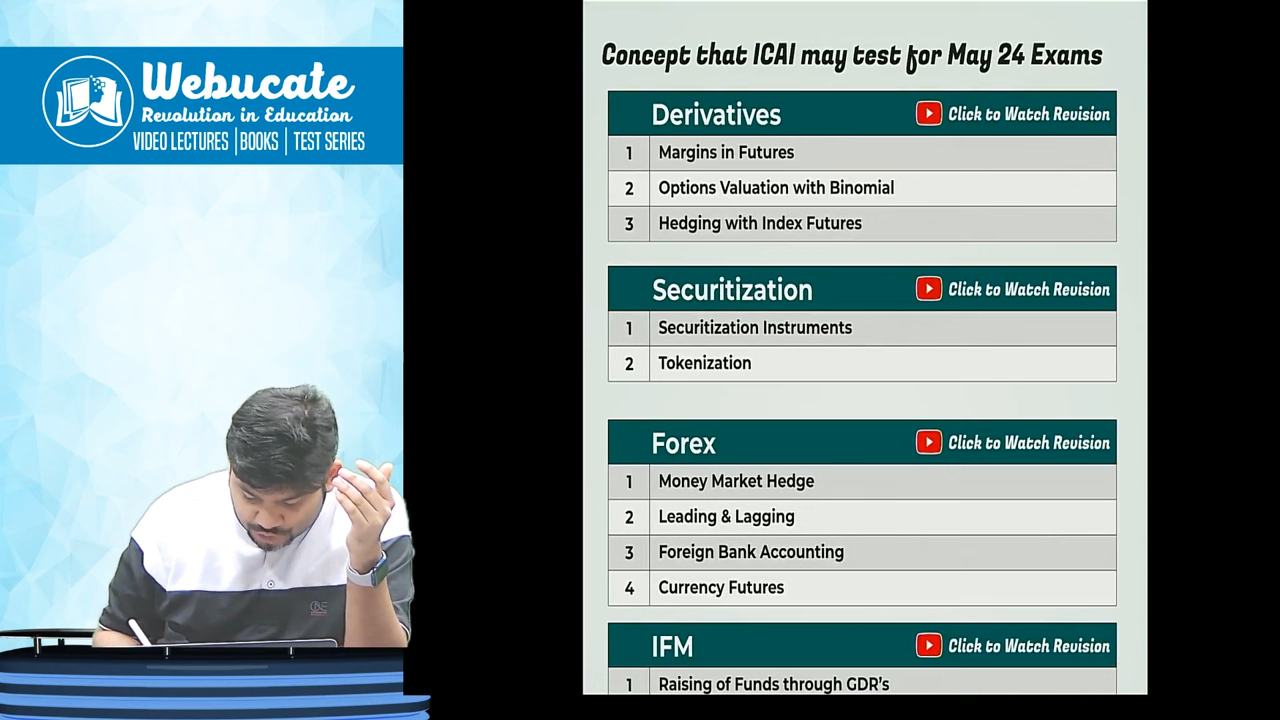 Webucate
Revolution in Education
VIDEO LECTURES | BOOKS | TEST SERIES
Concept that ICAI may test for May 24 Exams
Derivatives Click to Watch Revision
1 Margins in Futures
2 Options Valuation with Binomial
3 Hedging with Index Futures
Securitization Click to Watch Revision
1 Securitization Instruments
2 Tokenization
Forex Click to Watch Revision
1 Money Market Hedge
2 Leading & Lagging
3 Foreign Bank Accounting
4 Currency Futures
IFM Click to Watch Revision
1 Raising of Funds through GDR's